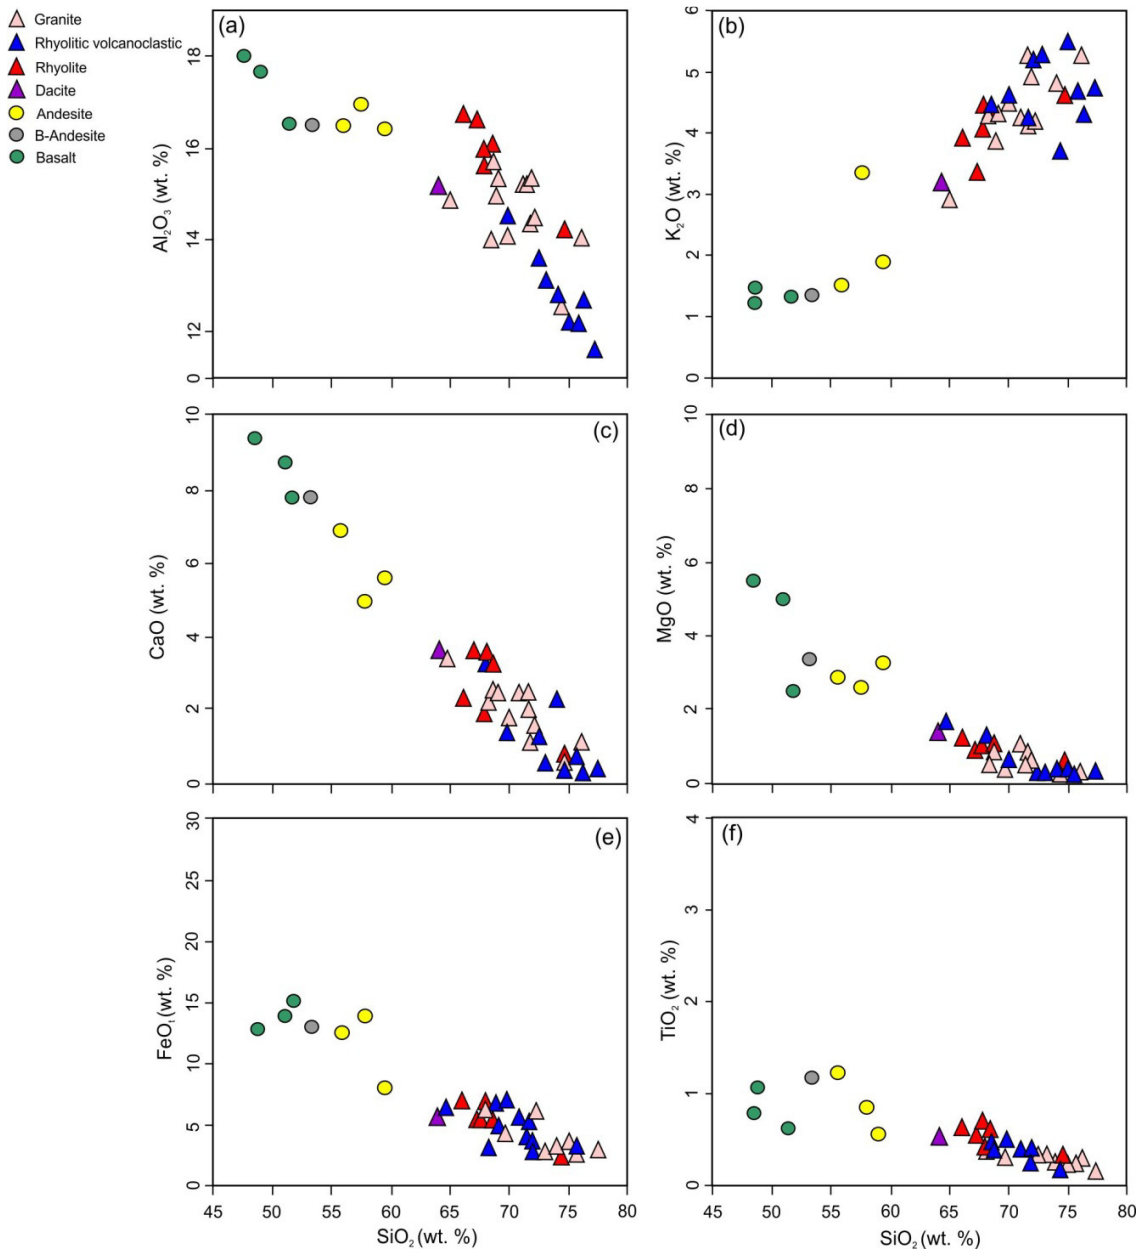 Granite
Rhyolitic volcanoclastic
Rhyolite
Dacite
Andesite
B-Andesite
Basalt
(a)
18
16
14
12
0
Al₂O₃ (wt. %)
(b)
6
5
4
3
2
1
0
K₂O (wt. %)
(c)
10
8
6
4
2
0
CaO (wt. %)
(d)
10
8
6
4
2
0
MgO (wt. %)
(e)
30
25
20
15
10
5
0
FeOₜ (wt. %)
45 50 55 60 65 70 75 80
SiO₂ (wt. %)
(f)
4
3
2
1
0
TiO₂ (wt. %)
45 50 55 60 65 70 75 80
SiO₂ (wt. %)